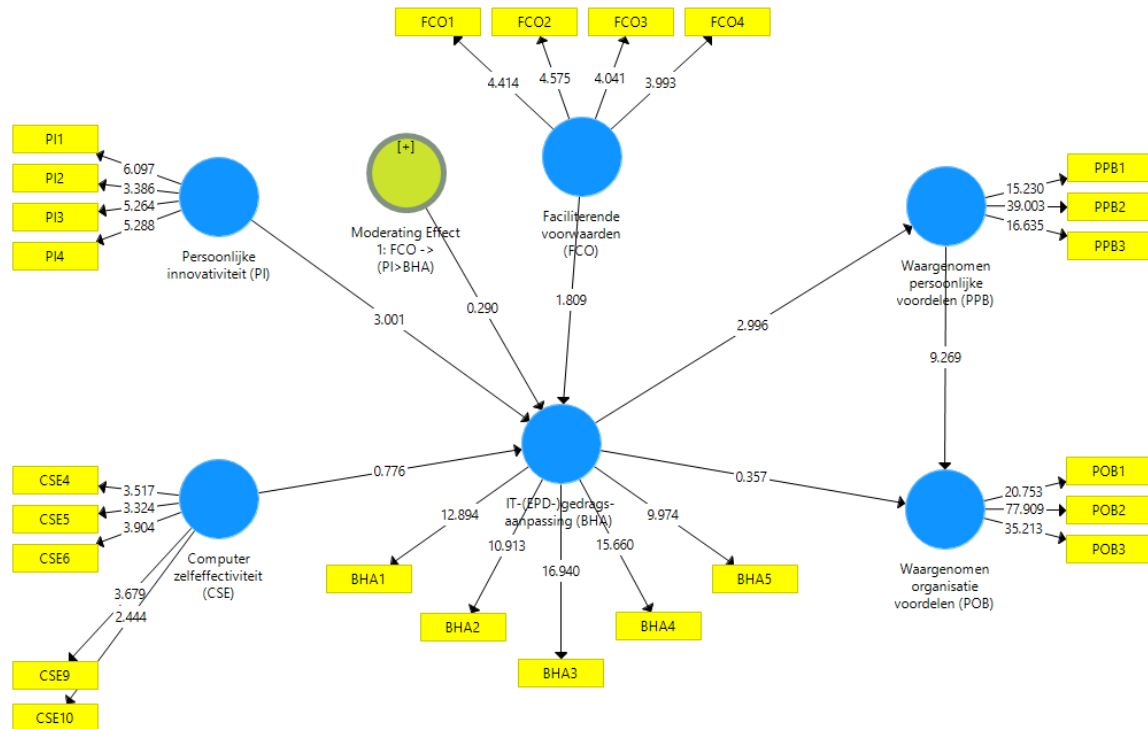 FCO1
FCO2
FCO3
FCO4
4.414
4.575
4.041
3.993
PI1
PI2
PI3
PI4
6.097
3.386
5.264
5.288
Persoonlijke
innovativiteit (PI)
[+]
Moderating Effect
1: FCO ->
(PI>BHA)
Faciliterende
voorwaarden
(FCO)
PPB1
PPB2
PPB3
15.230
39.003
16.635
Waargenomen
persoonlijke
voordelen (PPB)
3.001
0.290
1.809
2.996
9.269
CSE4
CSE5
CSE6
3.517
3.324
3.904
Computer
zelfeffectiviteit
(CSE)
3.679
2.444
CSE9
CSE10
0.776
IT-(EPD-)gedrags-
aanpassing (BHA)
0.357
12.894
10.913
16.940
15.660
9.974
BHA1
BHA2
BHA3
BHA4
BHA5
POB1
POB2
POB3
20.753
77.909
35.213
Waargenomen
organisatie
voordelen (POB)